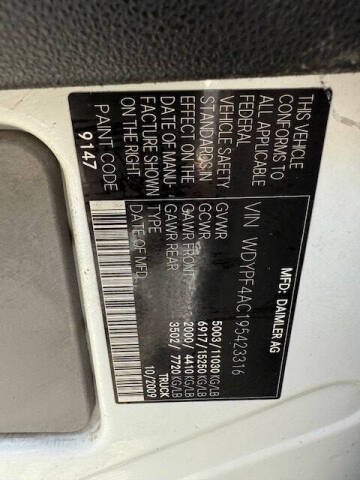 MFD. DAIMLER AG
VIN WDYPF4AC195423316
GVWR 5003/11030 KG/LB
GCWR 6917/15250 KG/LB
GAWR FRONT 2000/ 4410 KG/LB
GAWR REAR 3502/ 7720 KG/LB
TYPE TRUCK
DATE OF MFD 10/2009
THIS VEHICLE
CONFORMS TO
ALL APPLICABLE
FEDERAL
VEHICLE SAFETY
STANDARDS IN
EFFECT ON THE
DATE OF MANU-
FACTURE SHOWN
ON THE RIGHT.
PAINT CODE
9147